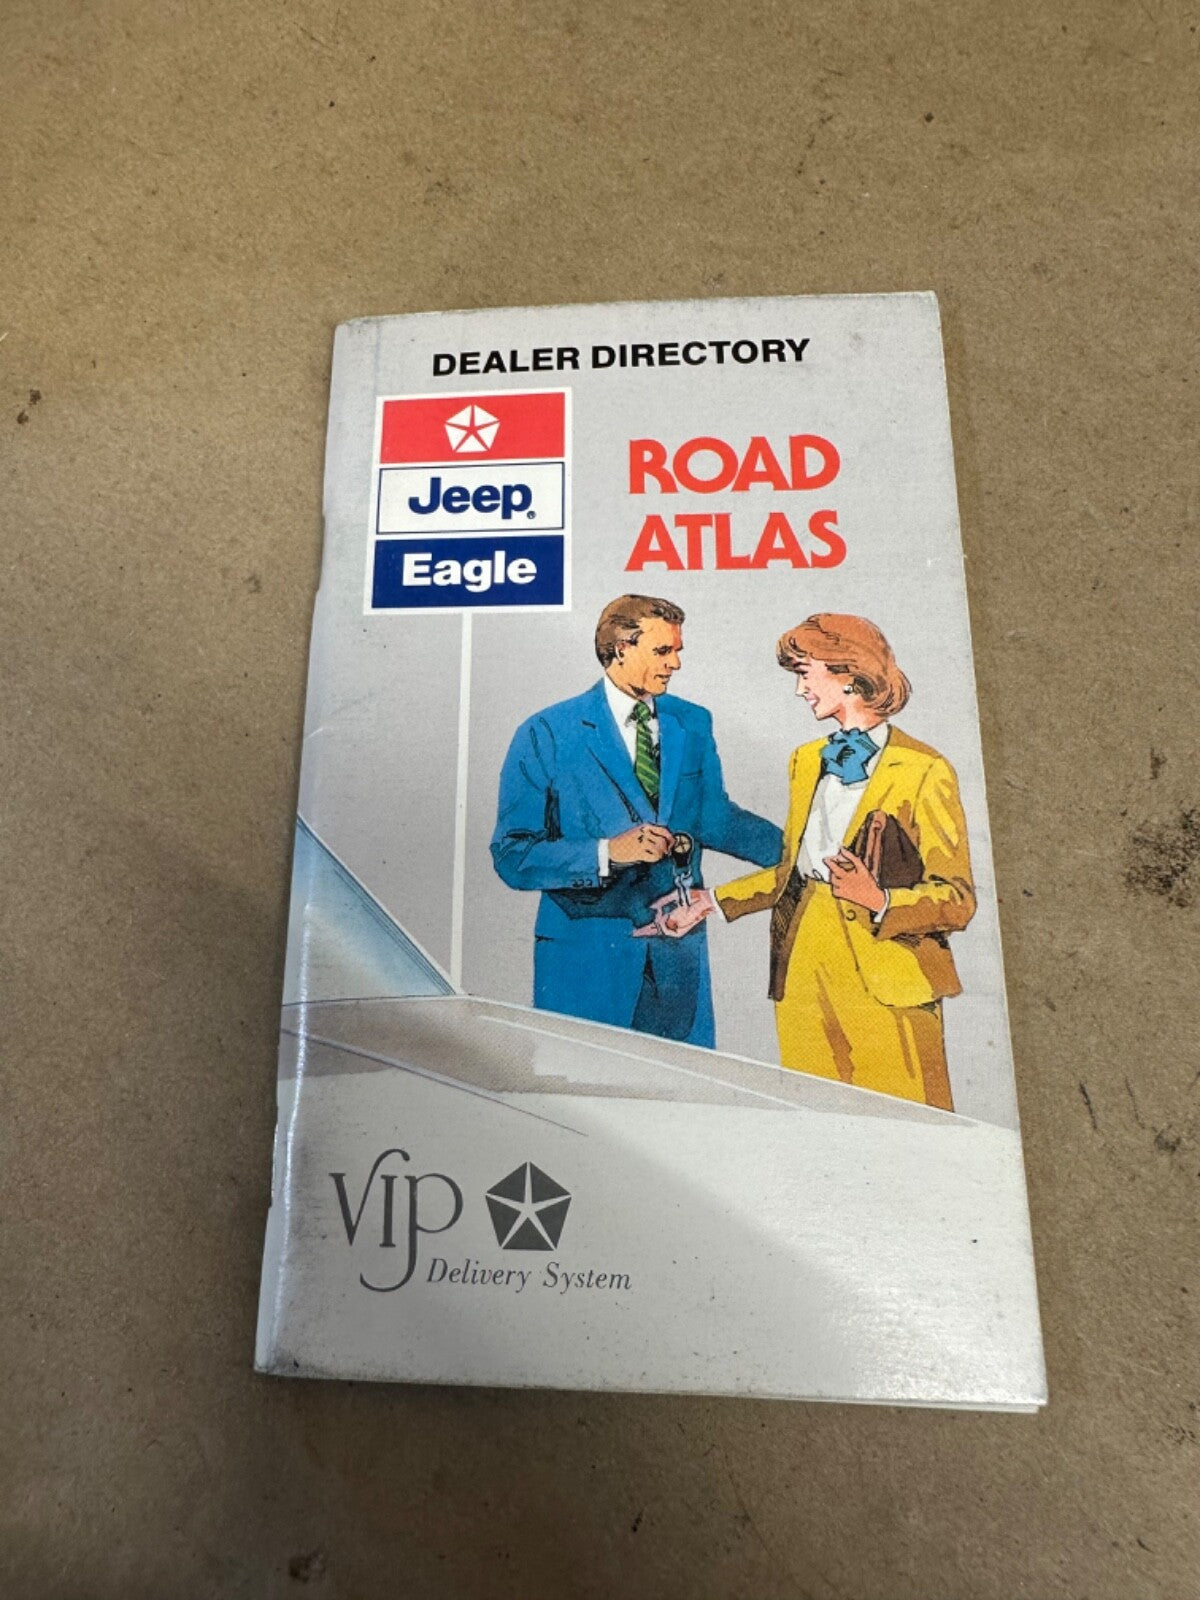 DEALER DIRECTORY
Jeep®
Eagle
ROAD
ATLAS
VIP
Delivery System